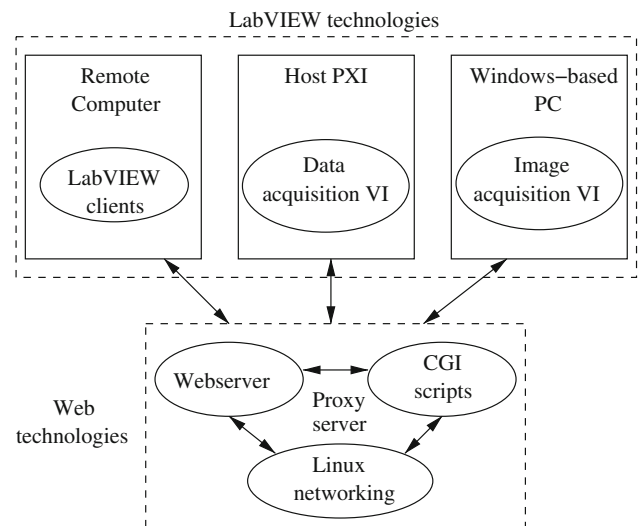 LabVIEW technologies
Remote
Computer
LabVIEW
clients
Host PXI
Data
acquisition VI
Windows−based
PC
Image
acquisition VI
Web
technologies
Webserver
CGI
scripts
Proxy
server
Linux
networking